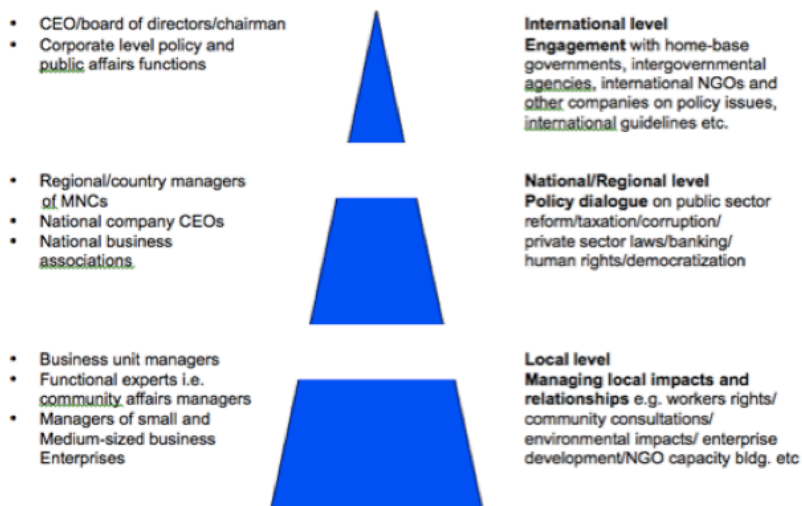 • CEO/board of directors/chairman
• Corporate level policy and
public affairs functions
International level
Engagement with home-base
governments, intergovernmental
agencies, international NGOs and
other companies on policy issues,
international guidelines etc.
• Regional/country managers
of MNCs
• National company CEOs
• National business
associations
National/Regional level
Policy dialogue on public sector
reform/taxation/corruption/
private sector laws/banking/
human rights/democratization
• Business unit managers
• Functional experts i.e.
community affairs managers
• Managers of small and
Medium-sized business
Enterprises
Local level
Managing local impacts and
relationships e.g. workers rights/
community consultations/
environmental impacts/ enterprise
development/NGO capacity bldg. etc